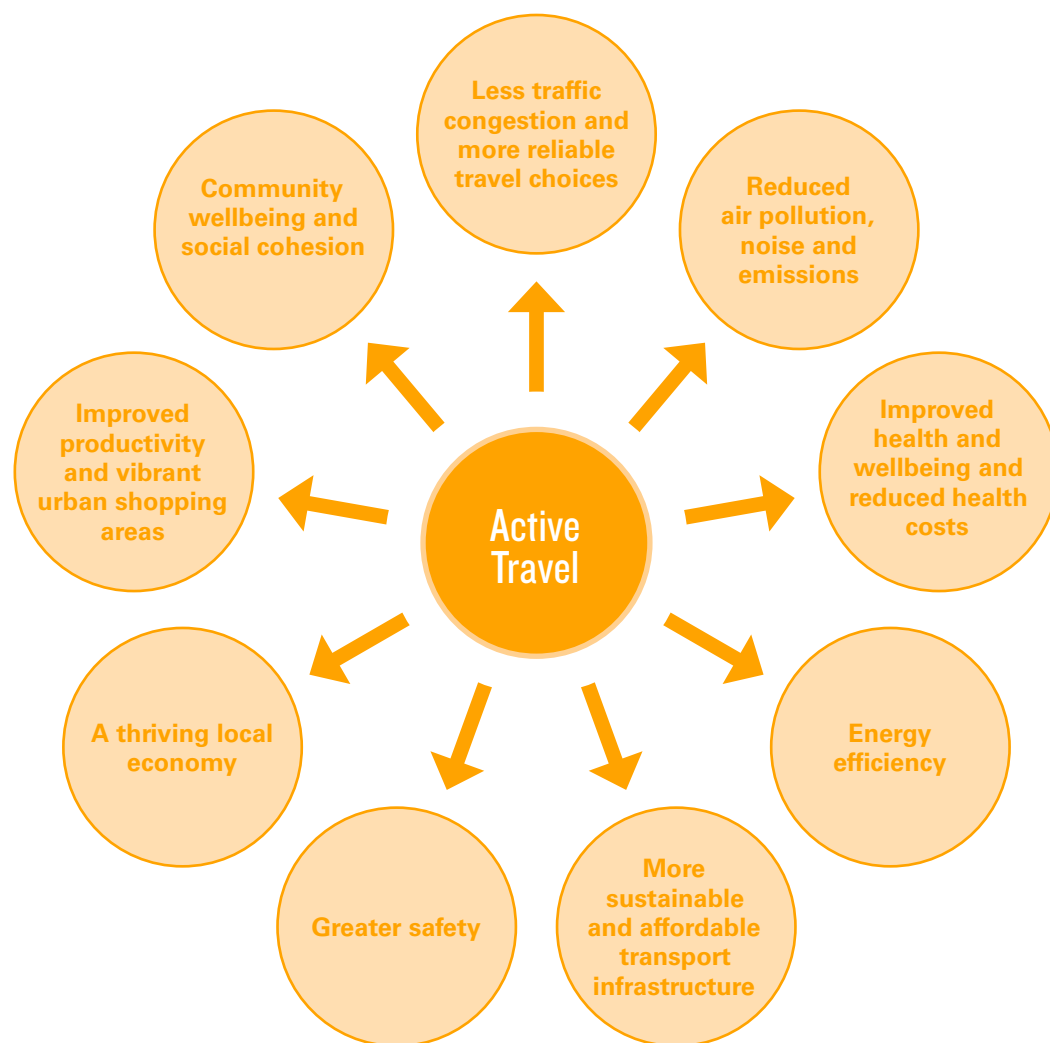 Less traffic
congestion and
more reliable
travel choices
Reduced
air pollution,
noise and
emissions
Improved
health and
wellbeing and
reduced health
costs
Energy
efficiency
More
sustainable
and affordable
transport
infrastructure
Greater safety
A thriving local
economy
Improved
productivity
and vibrant
urban shopping
areas
Community
wellbeing and
social cohesion
Active
Travel